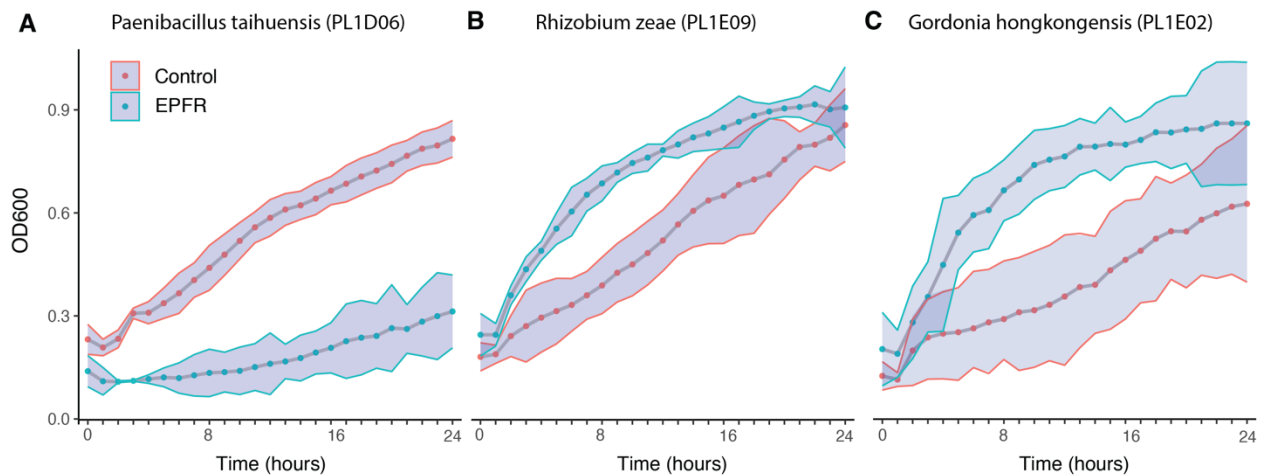 A Paenibacillus taihuensis (PL1D06)
B Rhizobium zeae (PL1E09)
C Gordonia hongkongensis (PL1E02)
Control
EPFR
OD600
0.9
0.6
0.3
0.0
0 8 16 24
0 8 16 24
0 8 16 24
Time (hours)
Time (hours)
Time (hours)